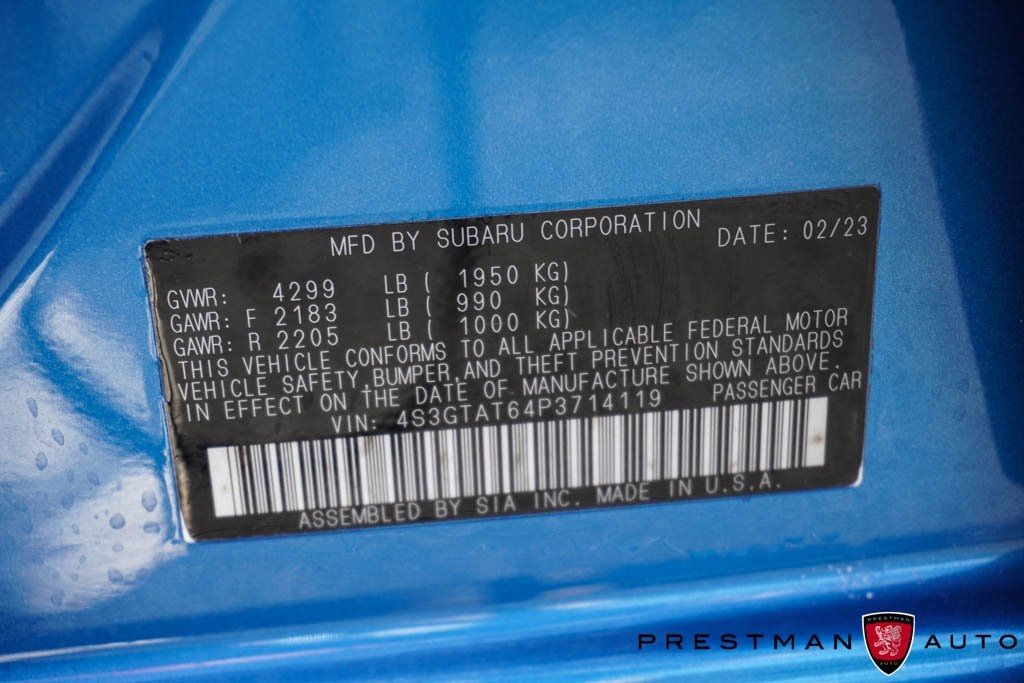 MFD BY SUBARU CORPORATION DATE: 02/23
GVWR: 4299 LB ( 1950 KG)
GAWR: F 2183 LB ( 990 KG)
GAWR: R 2205 LB ( 1000 KG)
THIS VEHICLE CONFORMS TO ALL APPLICABLE FEDERAL MOTOR
VEHICLE SAFETY,BUMPER,AND THEFT PREVENTION STANDARDS
IN EFFECT ON THE DATE OF MANUFACTURE SHOWN ABOVE.
VIN: 4S3GTAT64P3714119 PASSENGER CAR
ASSEMBLED BY SIA INC. MADE IN U.S.A.
PRESTMAN PRESTMAN AUTO